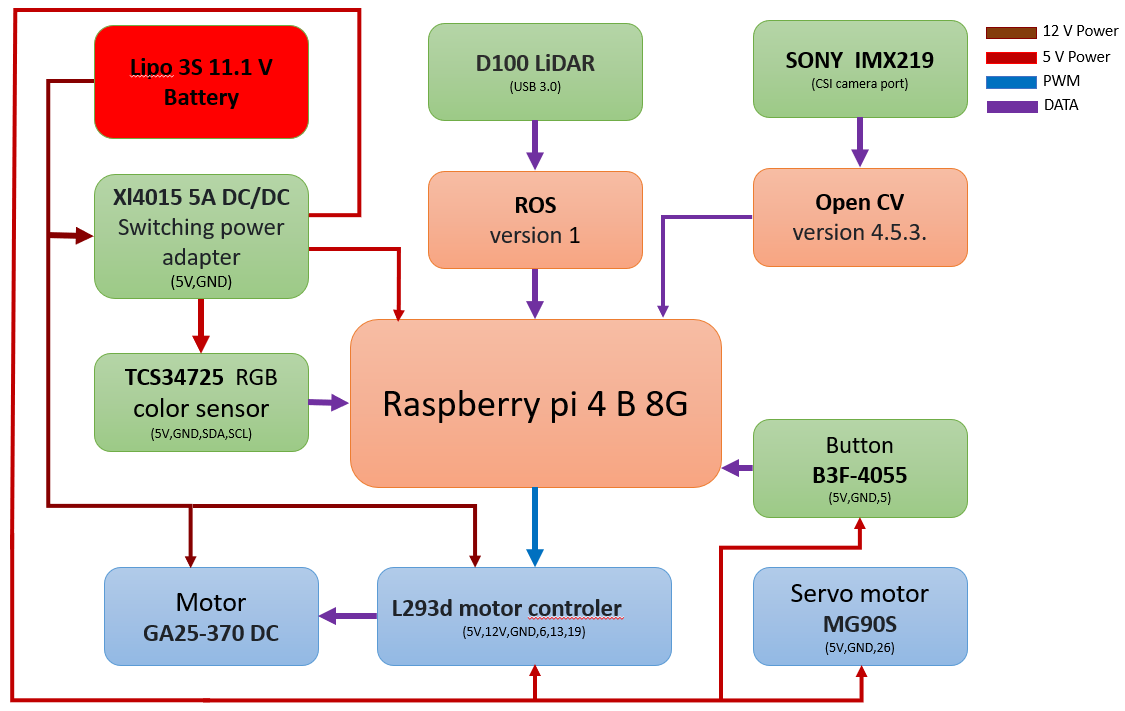 Lipo 3S 11.1 V
Battery
D100 LiDAR
(USB 3.0)
SONY IMX219
(CSI camera port)
12 V Power
5 V Power
PWM
DATA
Xl4015 5A DC/DC
Switching power
adapter
(5V,GND)
ROS
version 1
Open CV
version 4.5.3.
TCS34725 RGB
color sensor
(5V,GND,SDA,SCL)
Raspberry pi 4 B 8G
Button
B3F-4055
(5V,GND,5)
Motor
GA25-370 DC
L293d motor controler
(5V,12V,GND,6,13,19)
Servo motor
MG90S
(5V,GND,26)